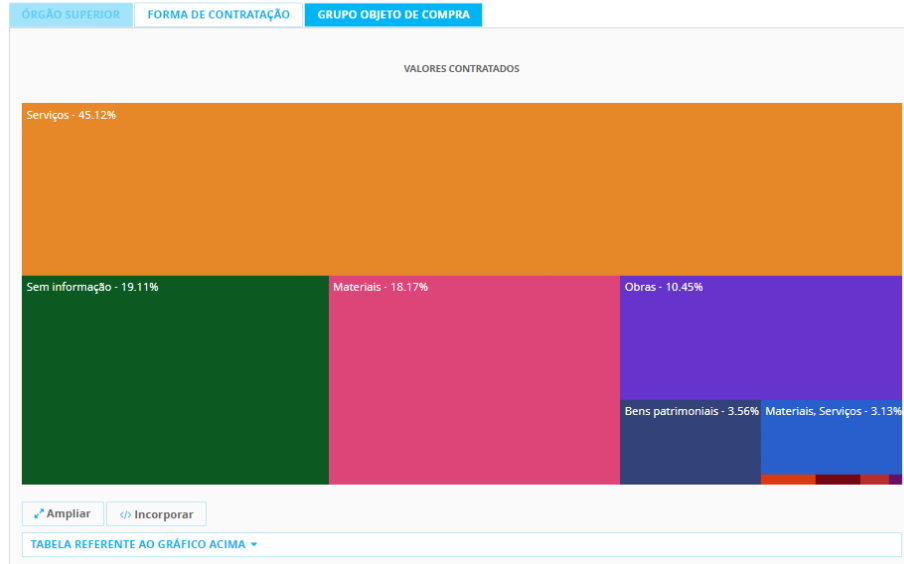 ÓRGÃO SUPERIOR FORMA DE CONTRATAÇÃO GRUPO OBJETO DE COMPRA
VALORES CONTRATADOS
Serviços - 45.12%
Sem informação - 19.11% Materiais - 18.17% Obras - 10.45%
Bens patrimoniais - 3.56% Materiais, Serviços - 3.13%
Ampliar </> Incorporar
TABELA REFERENTE AO GRÁFICO ACIMA